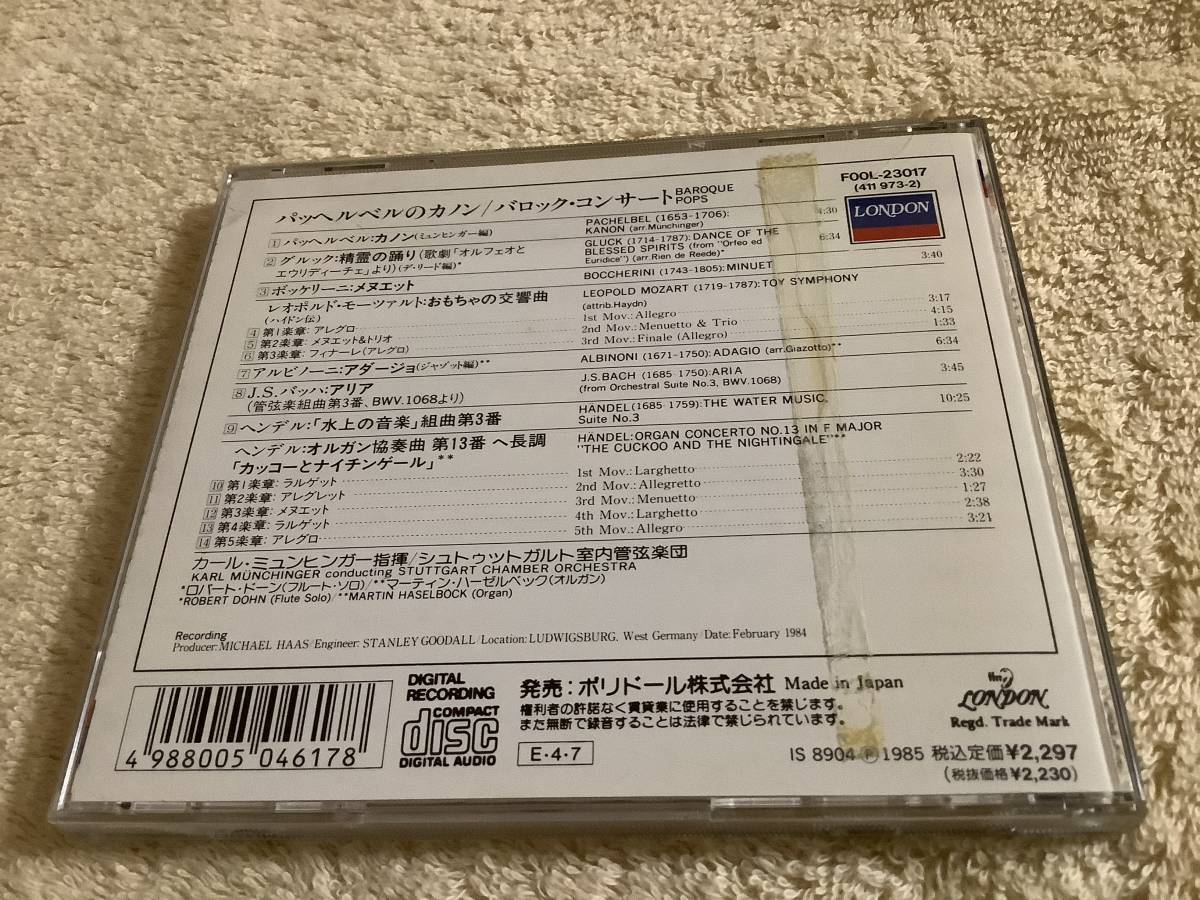 F00L-23017
(411 973-2)
LONDON
パッヘルベルのカノン/バロック・コンサート BAROQUE POPS
1 パッヘルベル:カノン(ミュンヒンガー編)
PACHELBEL (1653-1706):
KANON (arr.Münchinger) 4:30
2 グルック:精霊の踊り(歌劇「オルフェオと
エウリディーチェ」より)(デ・リード編)*
GLUCK (1714-1787):DANCE OF THE
BLESSED SPIRITS (from "Orfeo ed 6:34
Euridice") (arr.Rien de Reede)*
3 ボッケリーニ:メヌエット
BOCCHERINI (1743-1805):MINUET 3:40
レオポルド・モーツァルト:おもちゃの交響曲
(ハイドン伝)
LEOPOLD MOZART (1719-1787):TOY SYMPHONY
(attrib.Haydn)
4 第1楽章:アレグロ 1st Mov.:Allegro 3:17
5 第2楽章:メヌエット&トリオ 2nd Mov.:Menuetto & Trio 4:15
6 第3楽章:フィナーレ(アレグロ) 3rd Mov.:Finale (Allegro) 1:33
7 アルビノーニ:アダージョ(ジャゾット編)** ALBINONI (1671-1750):ADAGIO (arr.Giazotto)** 6:34
8 J.S.バッハ:アリア
(管弦楽組曲第3番、BWV.1068より)
J.S.BACH (1685-1750):ARIA 3:45
(from Orchestral Suite No.3, BWV.1068)
9 ヘンデル:「水上の音楽」組曲第3番
HANDEL (1685-1759):THE WATER MUSIC, 10:25
Suite No.3
ヘンデル:オルガン協奏曲 第13番 ヘ長調
「カッコーとナイチンゲール」**
HANDEL:ORGAN CONCERTO NO.13 IN F MAJOR
"THE CUCKOO AND THE NIGHTINGALE"**
10 第1楽章:ラルゲット 1st Mov.:Larghetto 2:22
11 第2楽章:アレグレット 2nd Mov.:Allegretto 3:30
12 第3楽章:メヌエット 3rd Mov.:Menuetto 1:27
13 第4楽章:ラルゲット 4th Mov.:Larghetto 2:38
14 第5楽章:アレグロ 5th Mov.:Allegro 3:21
カール・ミュンヒンガー指揮/シュトゥットガルト室内管弦楽団
KARL MÜNCHINGER conducting STUTTGART CHAMBER ORCHESTRA
*ロバート・ドーン(フルート・ソロ)/**マーティン・ハーゼルベック(オルガン)
*ROBERT DOHN (Flute Solo)/**MARTIN HASELBÖCK (Organ)
Recording
Producer:MICHAEL HAAS/Engineer:STANLEY GOODALL/Location:LUDWIGSBURG, West Germany/Date:February 1984
4 988005 046178
DIGITAL
RECORDING
COMPACT
disc
DIGITAL AUDIO
発売:ポリドール株式会社 Made in Japan
権利者の許諾なく賃貸業に使用することを禁じます。
また無断で録音することは法律で禁じられています。
E・4・7
LONDON
Regd. Trade Mark
IS 8904 Ⓟ1985 税込定価¥2,297
(税抜価格¥2,230)